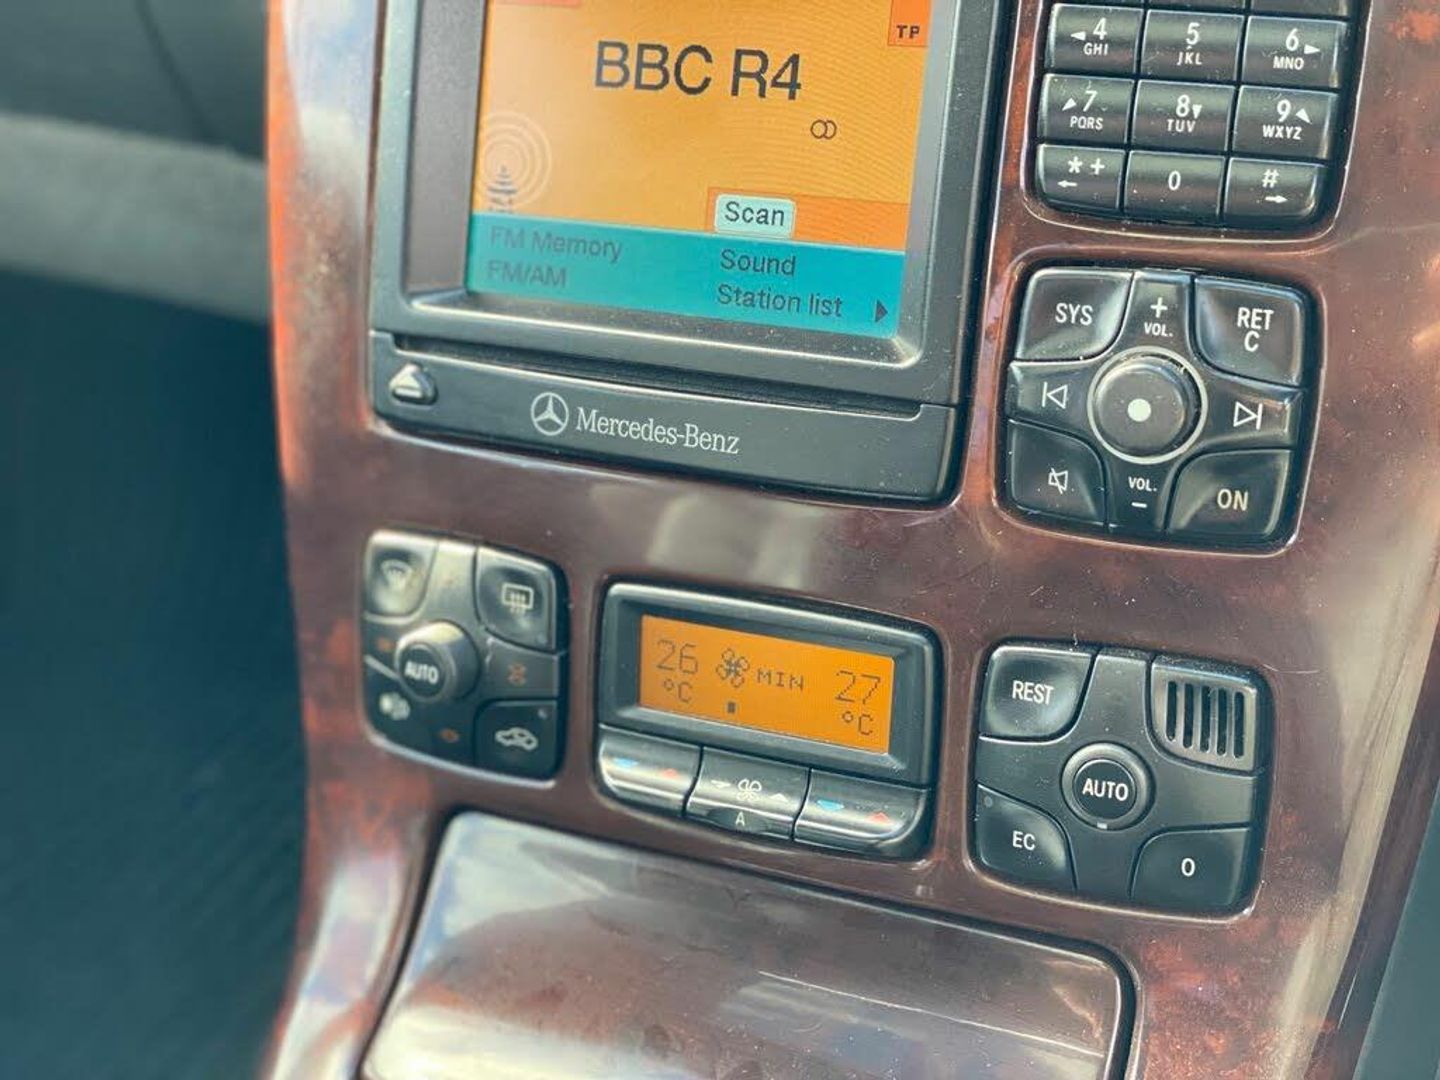 TP
BBC R4
Scan
FM Memory
Sound
FM/AM
Station list
Mercedes-Benz
4
GHI
5
JKL
6
MNO
7
PQRS
8
TUV
9
WXYZ
* +
0
#
SYS
+
VOL.
RET
C
VOL.
-
ON
AUTO
26
°C
MIN
27
°C
A
REST
AUTO
EC
0